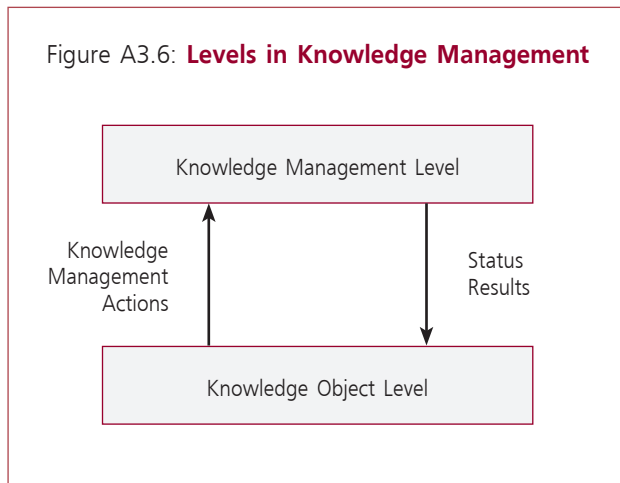 Figure A3.6: Levels in Knowledge Management
Knowledge Management Level
Knowledge
Management
Actions
Status
Results
Knowledge Object Level